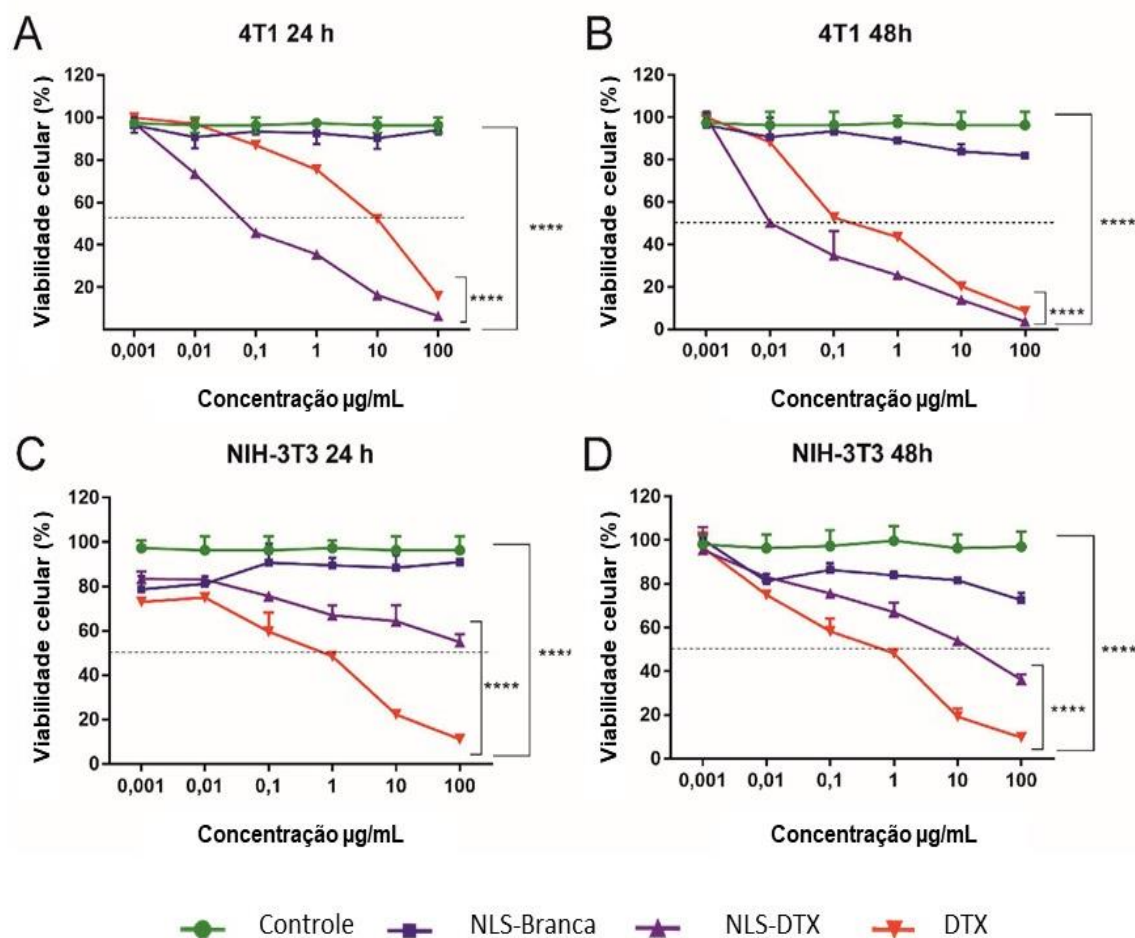 A
4T1 24 h
Viabilidade celular (%)
120
100
80
60
40
20
0,001 0,01 0,1 1 10 100
Concentração µg/mL
****
****
B
4T1 48h
Viabilidade celular (%)
120
100
80
60
40
20
0
0,001 0,01 0,1 1 10 100
Concentração µg/mL
****
****
C
NIH-3T3 24 h
Viabilidade celular (%)
120
100
80
60
40
20
0
0,001 0,01 0,1 1 10 100
Concentração µg/mL
****
****
D
NIH-3T3 48h
Viabilidade celular (%)
120
100
80
60
40
20
0
0,001 0,01 0,1 1 10 100
Concentração µg/mL
****
****
Controle NLS-Branca NLS-DTX DTX